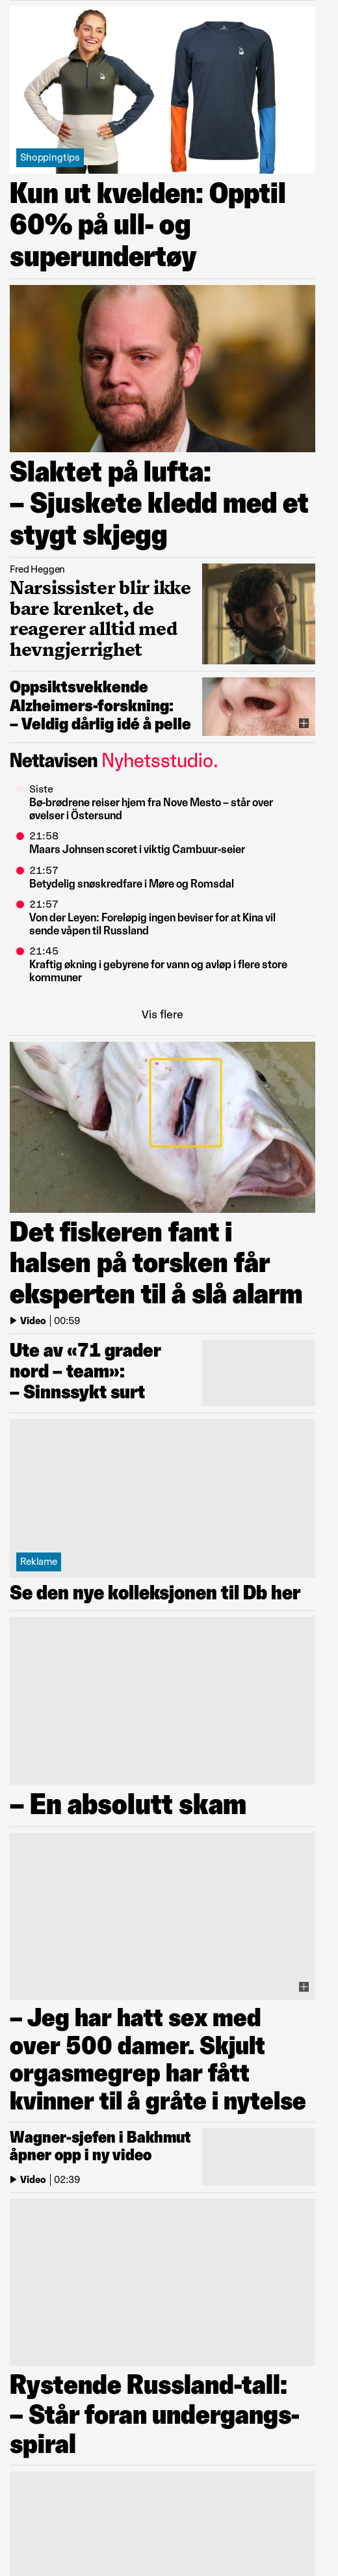 Shoppingtips
Kun ut kvelden: Opptil
60% på ull- og
superundertøy
Slaktet på lufta:
– Sjuskete kledd med et
stygt skjegg
Fred Heggen
Narsissister blir ikke
bare krenket, de
reagerer alltid med
hevngjerrighet
Oppsiktsvekkende
Alzheimers-forskning:
– Veldig dårlig idé å pelle
Nettavisen Nyhetsstudio.
Siste
Bø-brødrene reiser hjem fra Nove Mesto – står over
øvelser i Östersund
21:58
Maars Johnsen scoret i viktig Cambuur-seier
21:57
Betydelig snøskredfare i Møre og Romsdal
21:57
Von der Leyen: Foreløpig ingen beviser for at Kina vil
sende våpen til Russland
21:45
Kraftig økning i gebyrene for vann og avløp i flere store
kommuner
Vis flere
Det fiskeren fant i
halsen på torsken får
eksperten til å slå alarm
Video | 00:59
Ute av «71 grader
nord – team»:
– Sinnssykt surt
Reklame
Se den nye kolleksjonen til Db her
– En absolutt skam
– Jeg har hatt sex med
over 500 damer. Skjult
orgasmegrep har fått
kvinner til å gråte i nytelse
Wagner-sjefen i Bakhmut
åpner opp i ny video
Video | 02:39
Rystende Russland-tall:
– Står foran undergangs-
spiral